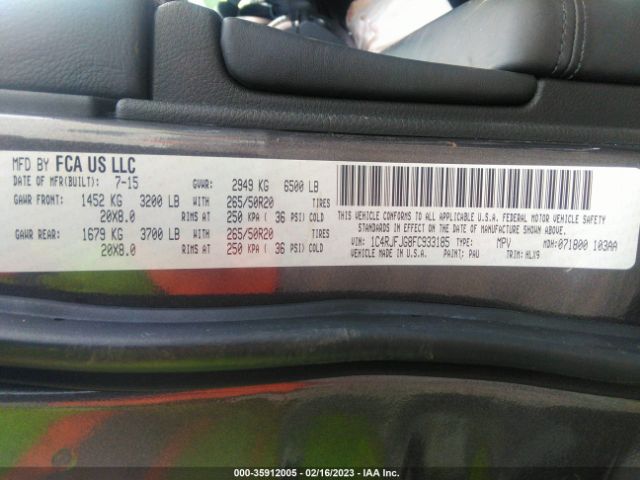 MFD BY FCA US LLC
DATE OF MFR(BUILT): 7-15 GVWR: 2949 KG 6500 LB
GAWR FRONT: 1452 KG 3200 LB WITH 265/50R20 TIRES
20X8.0 RIMS AT 250 KPA ( 36 PSI) COLD
GAWR REAR: 1679 KG 3700 LB WITH 265/50R20 TIRES
20X8.0 RIMS AT 250 KPA ( 36 PSI) COLD
THIS VEHICLE CONFORMS TO ALL APPLICABLE U.S.A. FEDERAL MOTOR VEHICLE SAFETY
STANDARDS IN EFFECT ON THE DATE OF MANUFACTURE SHOWN ABOVE.
VIN: 1C4RJFJG8FC933185 TYPE: MPV MDH:071800 103AA
VEHICLE MADE IN U.S.A. PAINT: PAU TRIM: HLX9
000-35912005 - 02/16/2023 - IAA Inc.